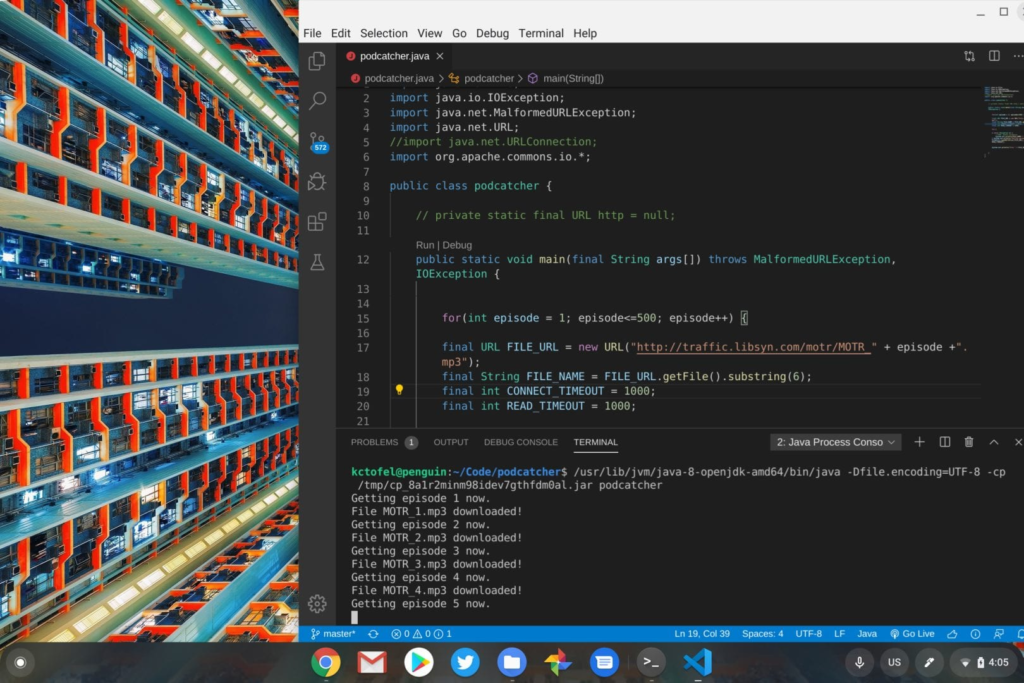 File Edit Selection View Go Debug Terminal Help
podcatcher.java
podcatcher.java > podcatcher > main(String[])
2 import java.io.IOException;
3 import java.net.MalformedURLException;
4 import java.net.URL;
5 //import java.net.URLConnection;
6 import org.apache.commons.io.*;
7
8 public class podcatcher {
9
10 // private static final URL http = null;
11
Run | Debug
12 public static void main(final String args[]) throws MalformedURLException,
IOException {
13
14
15 for(int episode = 1; episode<=500; episode++) {
16
17 final URL FILE_URL = new URL("http://traffic.libsyn.com/motr/MOTR_" + episode +".
mp3");
18 final String FILE_NAME = FILE_URL.getFile().substring(6);
19 final int CONNECT_TIMEOUT = 1000;
20 final int READ_TIMEOUT = 1000;
21
572
PROBLEMS 1 OUTPUT DEBUG CONSOLE TERMINAL 2: Java Process Conso
kctofel@penguin:~/Code/podcatcher$ /usr/lib/jvm/java-8-openjdk-amd64/bin/java -Dfile.encoding=UTF-8 -cp
/tmp/cp_8a1r2minm98idev7gthfdm0al.jar podcatcher
Getting episode 1 now.
File MOTR_1.mp3 downloaded!
Getting episode 2 now.
File MOTR_2.mp3 downloaded!
Getting episode 3 now.
File MOTR_3.mp3 downloaded!
Getting episode 4 now.
File MOTR_4.mp3 downloaded!
Getting episode 5 now.
master* 0 0 1 Ln 19, Col 39 Spaces: 4 UTF-8 LF Java Go Live
US 4:05